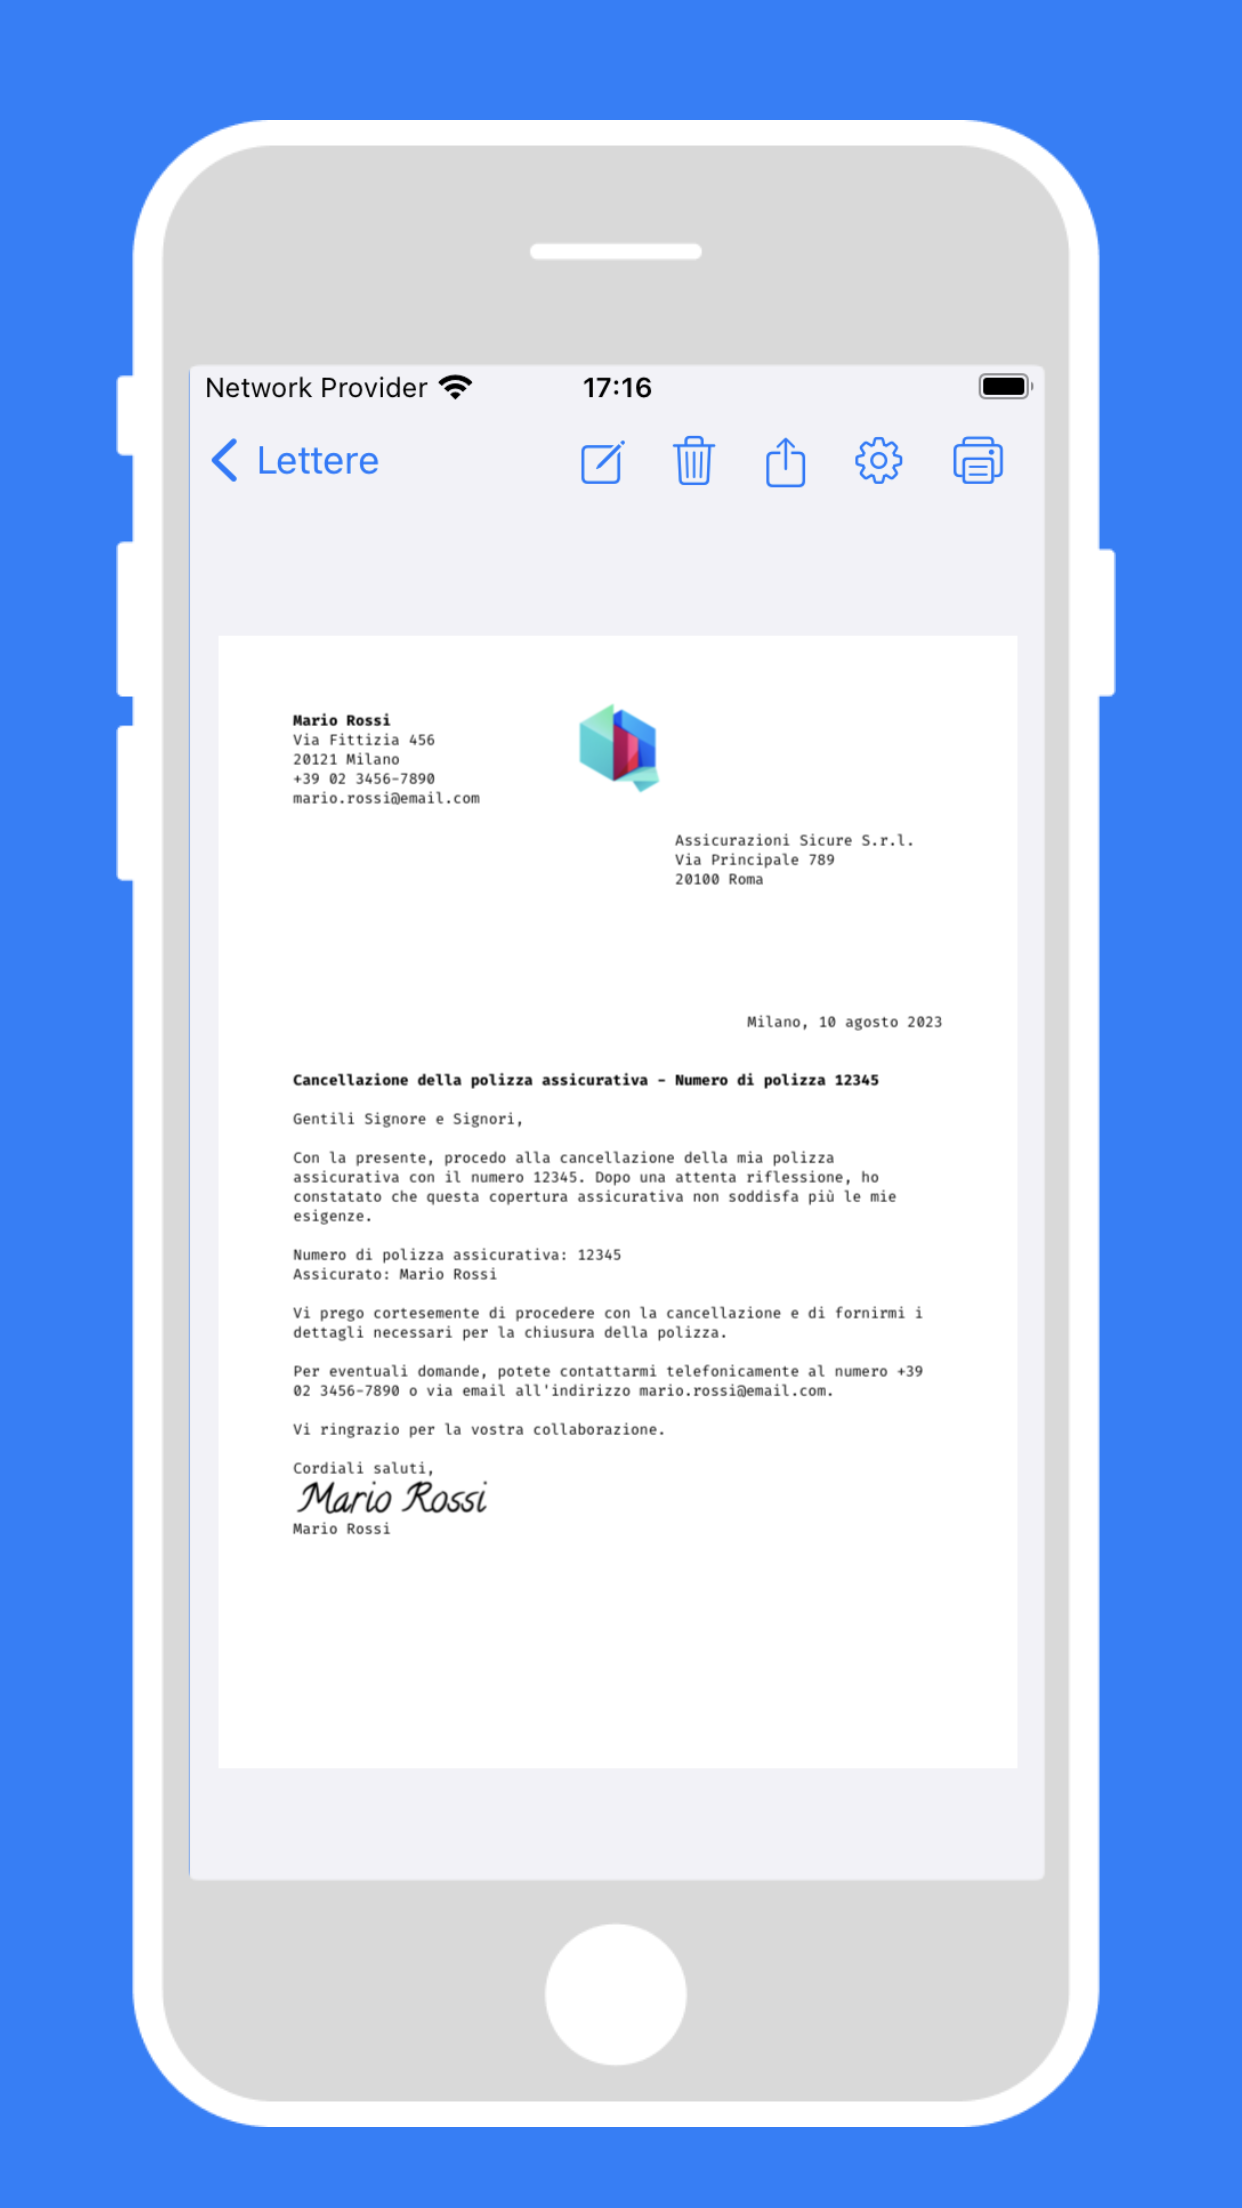 Network Provider
17:16
Lettere
Mario Rossi
Via Fittizia 456
20121 Milano
+39 02 3456-7890
mario.rossi@email.com
Assicurazioni Sicure S.r.l.
Via Principale 789
20100 Roma
Milano, 10 agosto 2023
Cancellazione della polizza assicurativa - Numero di polizza 12345
Gentili Signore e Signori,
Con la presente, procedo alla cancellazione della mia polizza
assicurativa con il numero 12345. Dopo una attenta riflessione, ho
constatato che questa copertura assicurativa non soddisfa più le mie
esigenze.
Numero di polizza assicurativa: 12345
Assicurato: Mario Rossi
Vi prego cortesemente di procedere con la cancellazione e di fornirmi i
dettagli necessari per la chiusura della polizza.
Per eventuali domande, potete contattarmi telefonicamente al numero +39
02 3456-7890 o via email all'indirizzo mario.rossi@email.com.
Vi ringrazio per la vostra collaborazione.
Cordiali saluti,
Mario Rossi
Mario Rossi